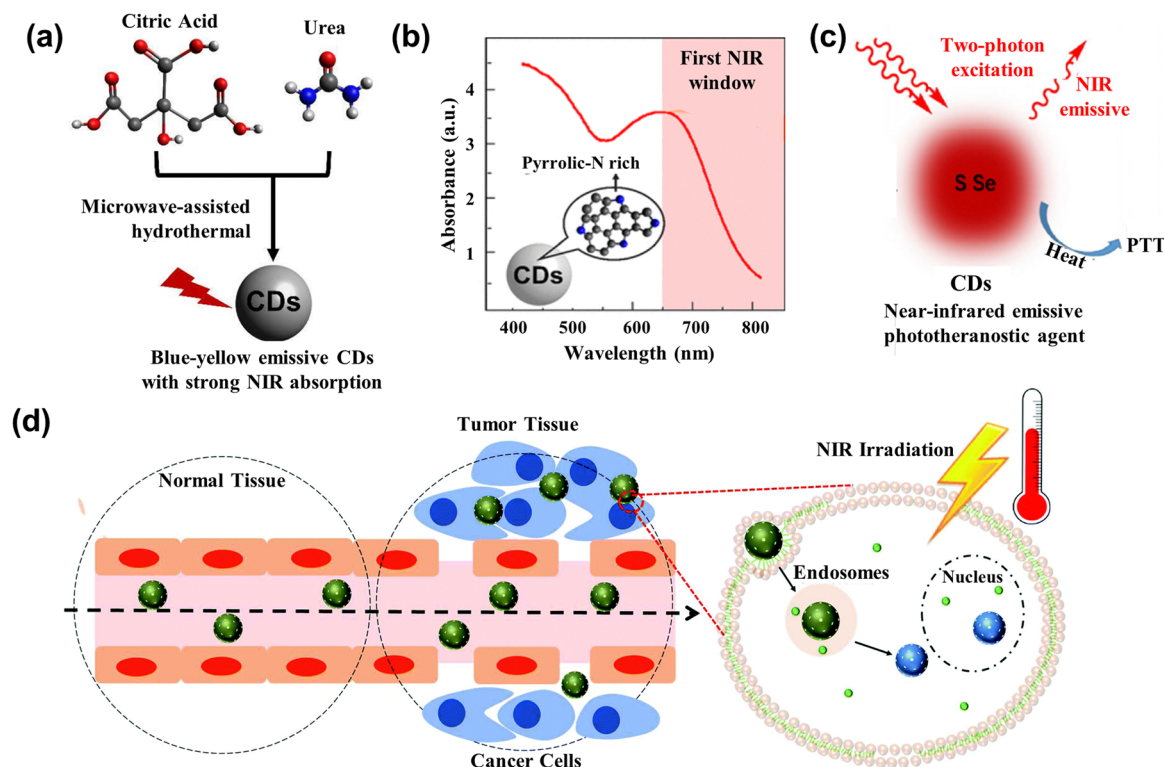 (a)
Citric Acid
Urea
Microwave-assisted
hydrothermal
CDs
Blue-yellow emissive CDs
with strong NIR absorption
(b)
First NIR
window
Absorbance (a.u.)
4
3
2
1
Pyrrolic-N rich
CDs
400
500
600
700
800
Wavelength (nm)
(c)
Two-photon
excitation
NIR
emissive
S Se
Heat
PTT
CDs
Near-infrared emissive
phototheranostic agent
(d)
Normal Tissue
Tumor Tissue
Cancer Cells
NIR Irradiation
Endosomes
Nucleus